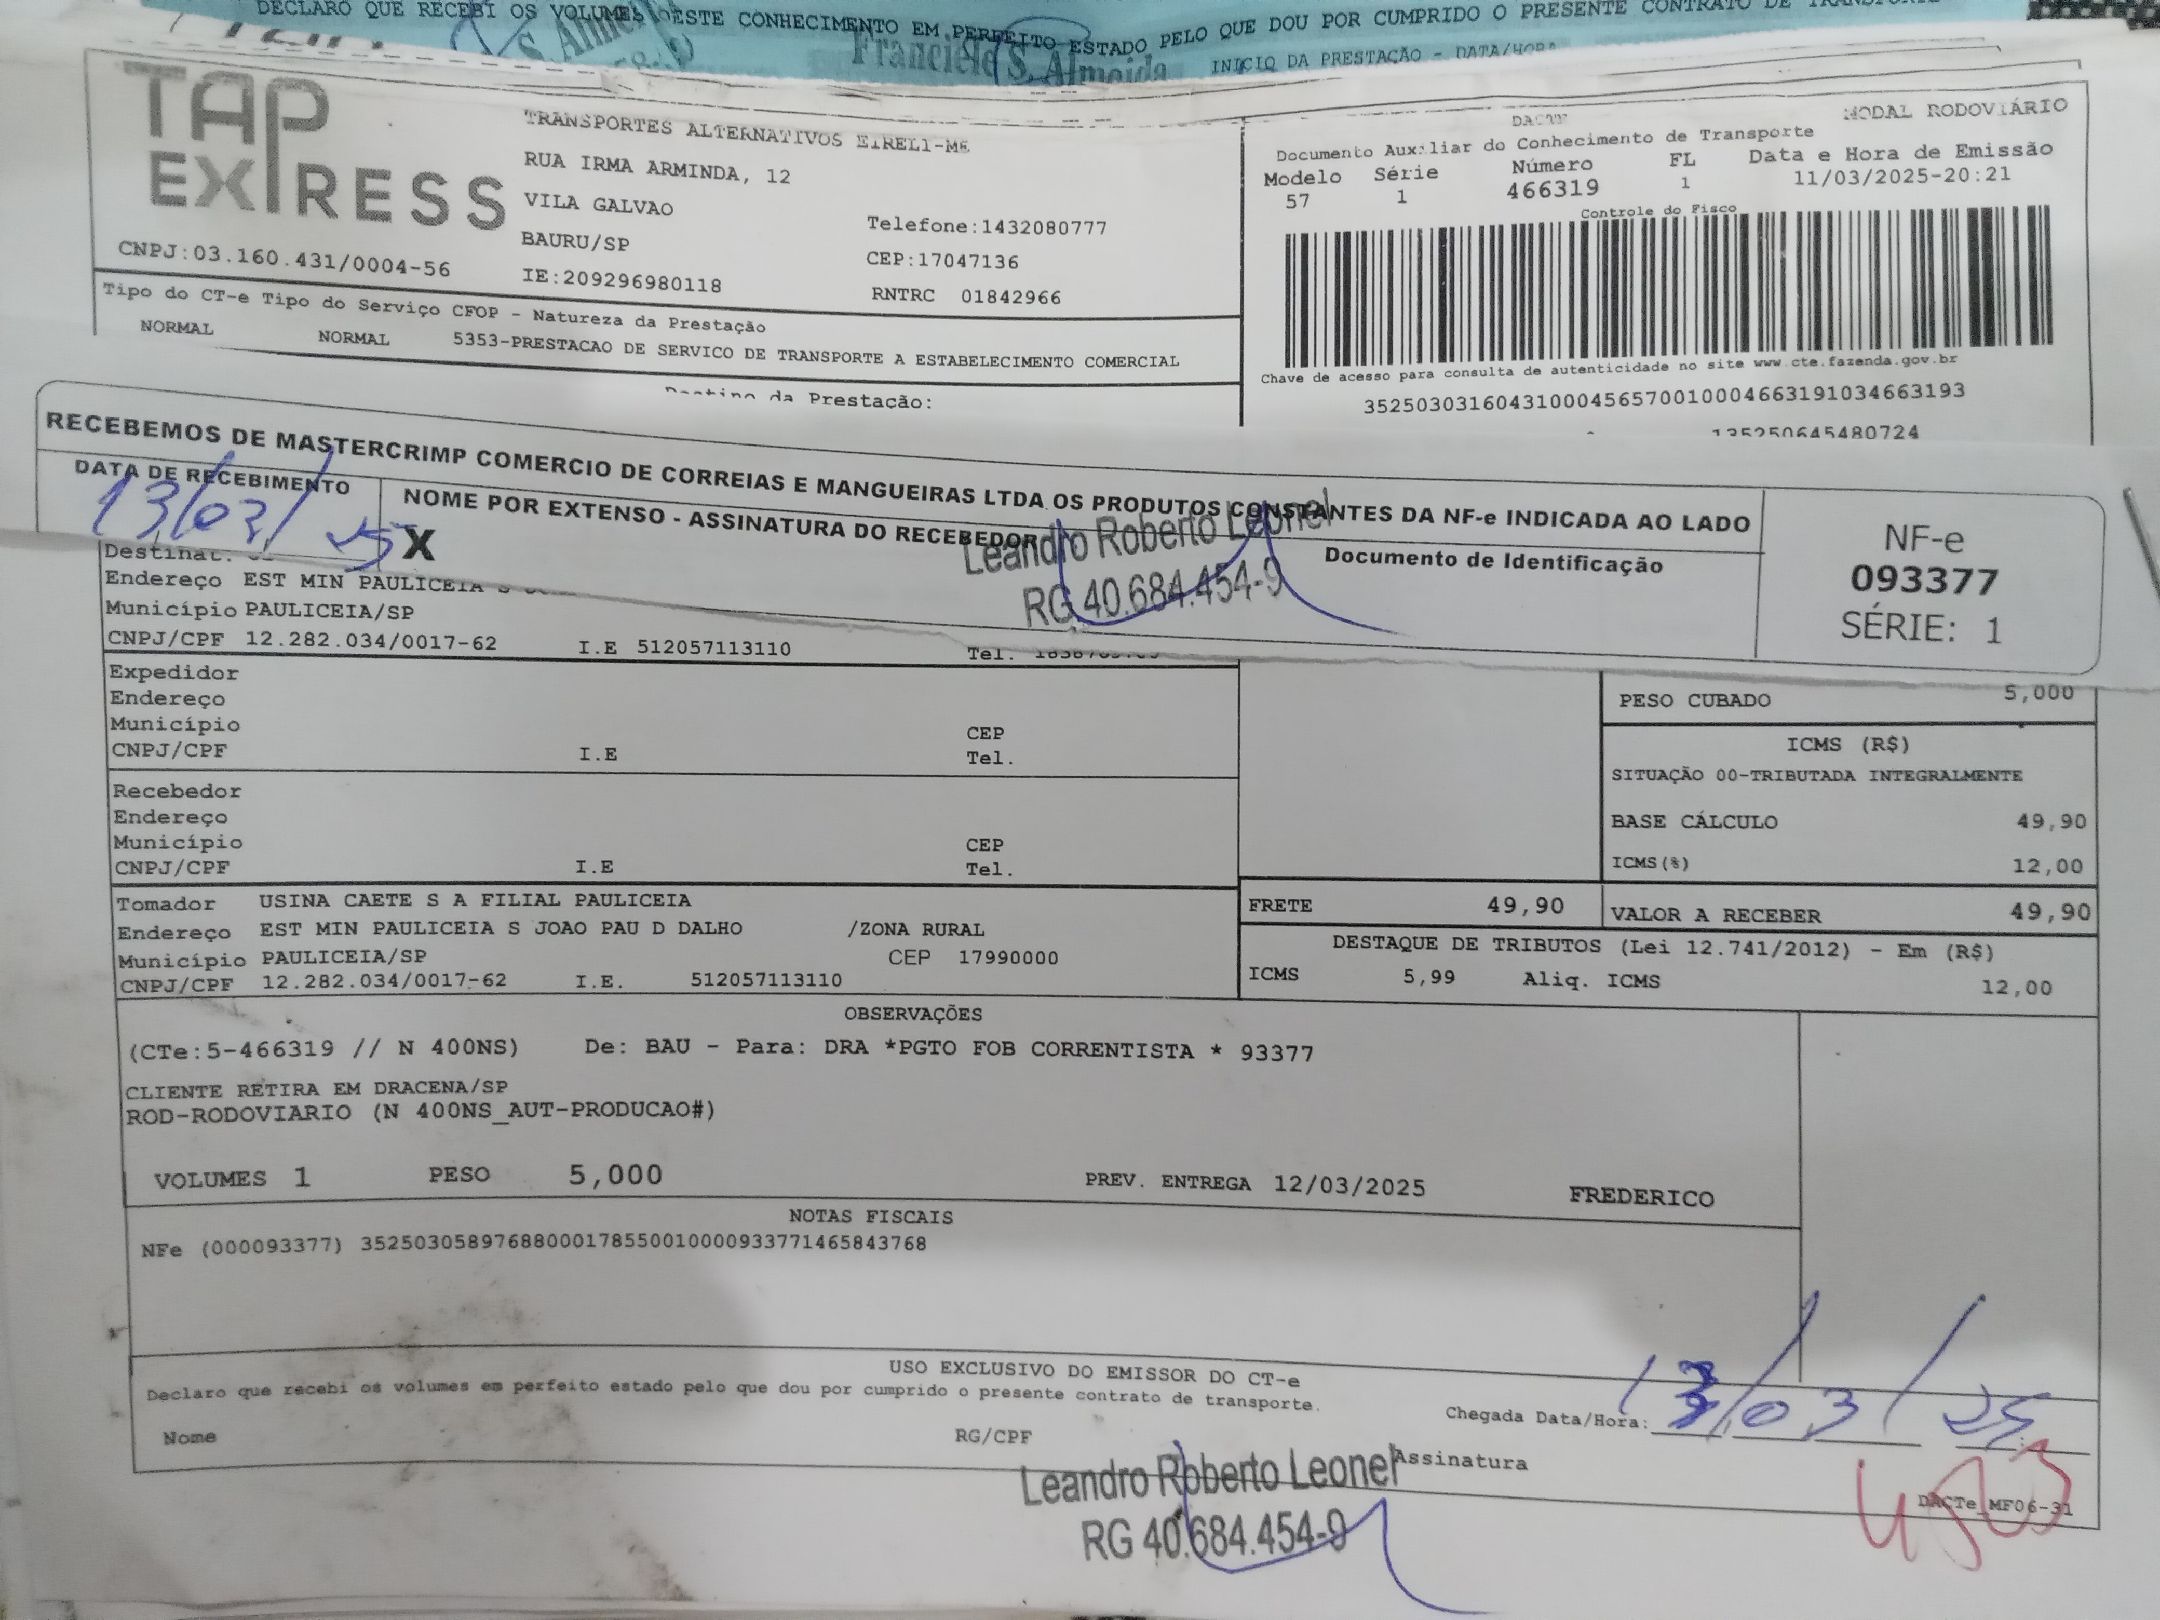 DECLARO QUE RECEBI OS VOLUMES DESTE CONHECIMENTO EM PERFEITO ESTADO PELO QUE DOU POR CUMPRIDO O PRESENTE CONTRATO DE
S. Almei
Franciele S. Almeida
INICIO DA PRESTAÇÃO - DATA/HORA
TAP EXPRESS
CNPJ:03.160.431/0004-56
TRANSPORTES ALTERNATIVOS EIRELI-ME
RUA IRMA ARMINDA, 12
VILA GALVAO
BAURU/SP
IE:209296980118
Telefone:1432080777
CEP:17047136
RNTRC 01842966
DACTE
MODAL RODOVIÁRIO
Documento Auxiliar do Conhecimento de Transporte
Modelo Série Número FL Data e Hora de Emissão
57 1 466319 1 11/03/2025-20:21
Controle do Fisco
Chave de acesso para consulta de autenticidade no site www.cte.fazenda.gov.br
35250303160431000456570010004663191034663193
135250645480724
Tipo do CT-e Tipo do Serviço CFOP - Natureza da Prestação
NORMAL NORMAL 5353-PRESTACAO DE SERVICO DE TRANSPORTE A ESTABELECIMENTO COMERCIAL
Destino da Prestação:
RECEBEMOS DE MASTERCRIMP COMERCIO DE CORREIAS E MANGUEIRAS LTDA OS PRODUTOS CONSTANTES DA NF-e INDICADA AO LADO
DATA DE RECEBIMENTO
13/03/25
NOME POR EXTENSO - ASSINATURA DO RECEBEDOR
X
Leandro Roberto Leonel
RG 40.684.454-9
Documento de Identificação
NF-e
093377
SÉRIE: 1
Destinat.
Endereço EST MIN PAULICEIA S
Município PAULICEIA/SP
CNPJ/CPF 12.282.034/0017-62 I.E 512057113110 Tel.
Expedidor
Endereço
Município CEP
CNPJ/CPF I.E Tel.
Recebedor
Endereço
Município CEP
CNPJ/CPF I.E Tel.
PESO CUBADO 5,000
ICMS (R$)
SITUAÇÃO 00-TRIBUTADA INTEGRALMENTE
BASE CÁLCULO 49,90
ICMS(%) 12,00
Tomador USINA CAETE S A FILIAL PAULICEIA
Endereço EST MIN PAULICEIA S JOAO PAU D DALHO /ZONA RURAL
Município PAULICEIA/SP CEP 17990000
CNPJ/CPF 12.282.034/0017-62 I.E. 512057113110
FRETE 49,90 VALOR A RECEBER 49,90
DESTAQUE DE TRIBUTOS (Lei 12.741/2012) - Em (R$)
ICMS 5,99 Aliq. ICMS 12,00
OBSERVAÇÕES
(CTe:5-466319 // N 400NS) De: BAU - Para: DRA *PGTO FOB CORRENTISTA * 93377
CLIENTE RETIRA EM DRACENA/SP
ROD-RODOVIARIO (N 400NS_AUT-PRODUCAO#)
VOLUMES 1 PESO 5,000 PREV. ENTREGA 12/03/2025 FREDERICO
NOTAS FISCAIS
NFe (000093377) 35250305897688000178550010000933771465843768
USO EXCLUSIVO DO EMISSOR DO CT-e
Declaro que recebi os volumes em perfeito estado pelo que dou por cumprido o presente contrato de transporte.
Chegada Data/Hora: 13/03/25
Nome RG/CPF Assinatura
Leandro Roberto Leonel
RG 40.684.454-9
DACTe_MF06-31